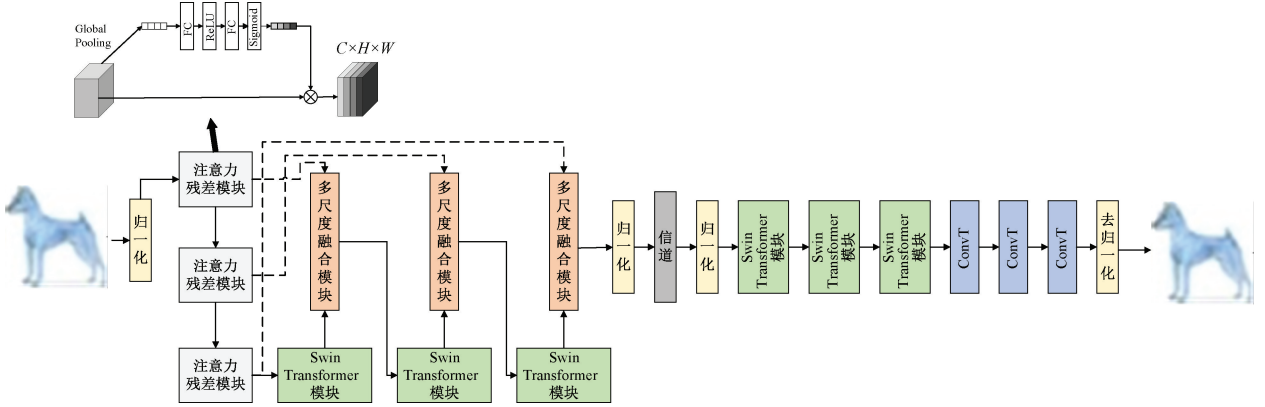 Global
Pooling
FC
ReLU
FC
Sigmoid
C×H×W
归一化
注意力
残差模块
注意力
残差模块
注意力
残差模块
多尺度融合模块
多尺度融合模块
多尺度融合模块
Swin
Transformer
模块
Swin
Transformer
模块
Swin
Transformer
模块
归一化
信道
归一化
Swin
Transformer
模块
Swin
Transformer
模块
Swin
Transformer
模块
ConvT
ConvT
ConvT
去归一化